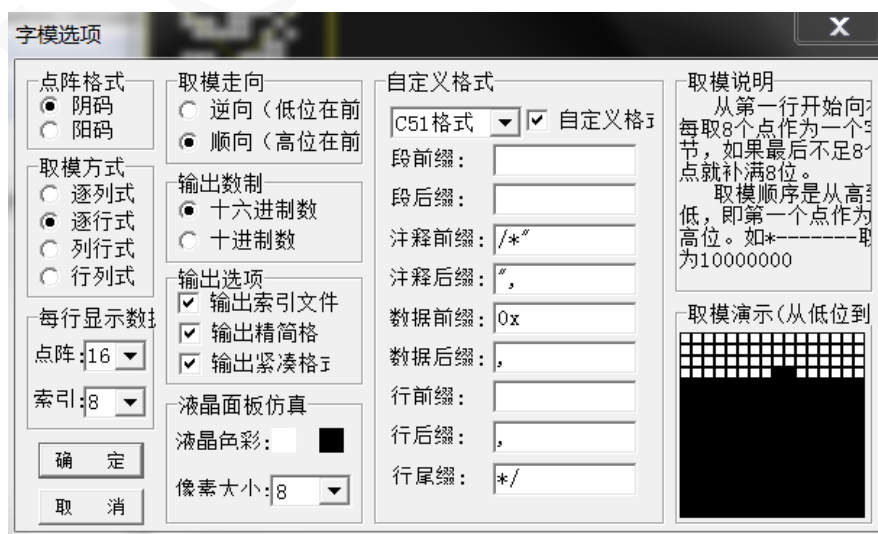 字模选项
X
点阵格式
阴码
阳码
取模方式
逐列式
逐行式
列行式
行列式
每行显示数
点阵:16
索引:8
确 定
取 消
取模走向
逆向（低位在前
顺向（高位在前
输出数制
十六进制数
十进制数
输出选项
输出索引文件
输出精简格
输出紧凑格
液晶面板仿真
液晶色彩:
像素大小:8
自定义格式
C51格式 自定义格
段前缀:
段后缀:
注释前缀: /*"
注释后缀: ",
数据前缀: 0x
数据后缀: ,
行前缀:
行后缀: ,
行尾缀: */
取模说明
从第一行开始向
每取8个点作为一个
节，如果最后不足8
点就补满8位。
取模顺序是从高
低，即第一个点作为
高位。如*-------取
为10000000
取模演示(从低位到